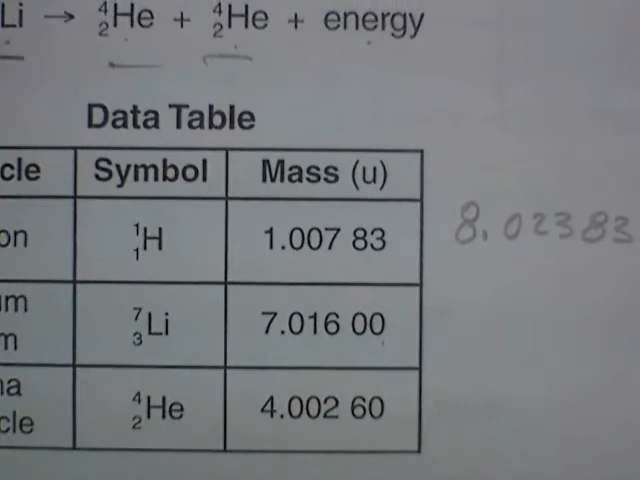 Li → ⁴₂He + ⁴₂He + energy
Data Table
cle Symbol Mass (u)
on ¹₁H 1.007 83 8.02383
um
m ⁷₃Li 7.016 00
na
cle ⁴₂He 4.002 60